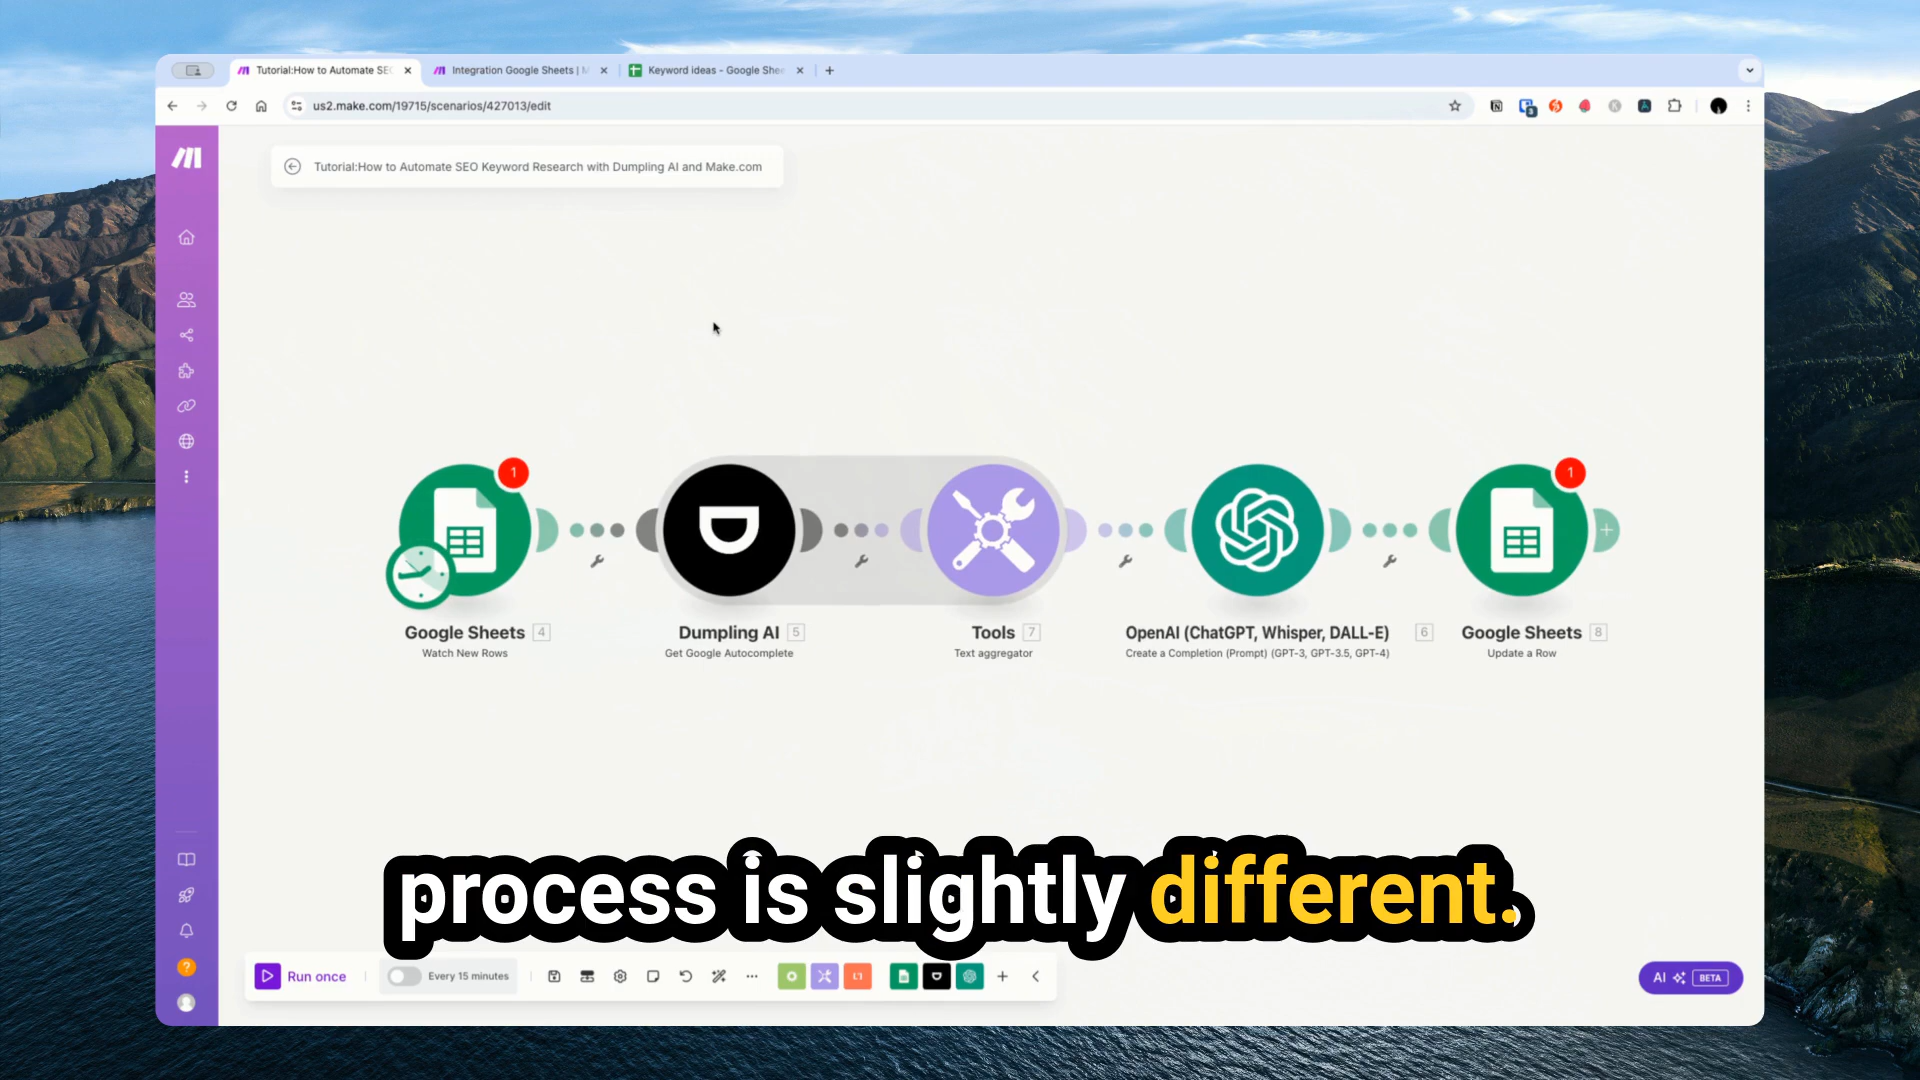 Tutorial:How to Automate SEO
Integration Google Sheets | M
Keyword ideas - Google Shee
us2.make.com/19715/scenarios/427013/edit
Tutorial:How to Automate SEO Keyword Research with Dumpling AI and Make.com
1
1
Google Sheets 4
Watch New Rows
Dumpling AI 5
Get Google Autocomplete
Tools 7
Text aggregator
OpenAI (ChatGPT, Whisper, DALL-E) 6
Create a Completion (Prompt) (GPT-3, GPT-3.5, GPT-4)
Google Sheets 8
Update a Row
process is slightly different.
Run once
Every 15 minutes
AI BETA